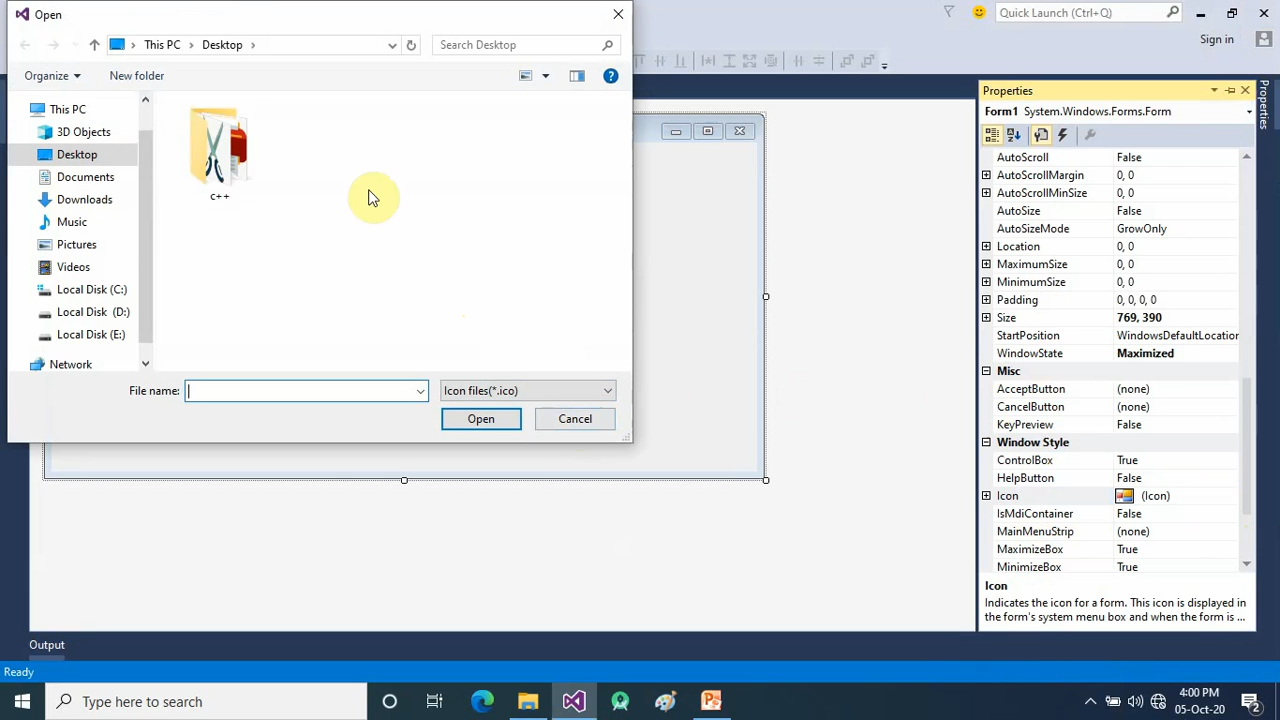 Open
Quick Launch (Ctrl+Q)
Sign in
This PC
Desktop
Search Desktop
Organize
New folder
This PC
3D Objects
Desktop
Documents
Downloads
Music
Pictures
Videos
Local Disk (C:)
Local Disk (D:)
Local Disk (E:)
Network
c++
File name:
Icon files(*.ico)
Open
Cancel
Properties
Form1 System.Windows.Forms.Form
AutoScroll False
AutoScrollMargin 0, 0
AutoScrollMinSize 0, 0
AutoSize False
AutoSizeMode GrowOnly
Location 0, 0
MaximumSize 0, 0
MinimumSize 0, 0
Padding 0, 0, 0, 0
Size 769, 390
StartPosition WindowsDefaultLocation
WindowState Maximized
Misc
AcceptButton (none)
CancelButton (none)
KeyPreview False
Window Style
ControlBox True
HelpButton False
Icon (Icon)
IsMdiContainer False
MainMenuStrip (none)
MaximizeBox True
MinimizeBox True
Icon
Indicates the icon for a form. This icon is displayed in
the form's system menu box and when the form is ...
Properties
Output
Ready
Type here to search
4:00 PM
05-Oct-20
2